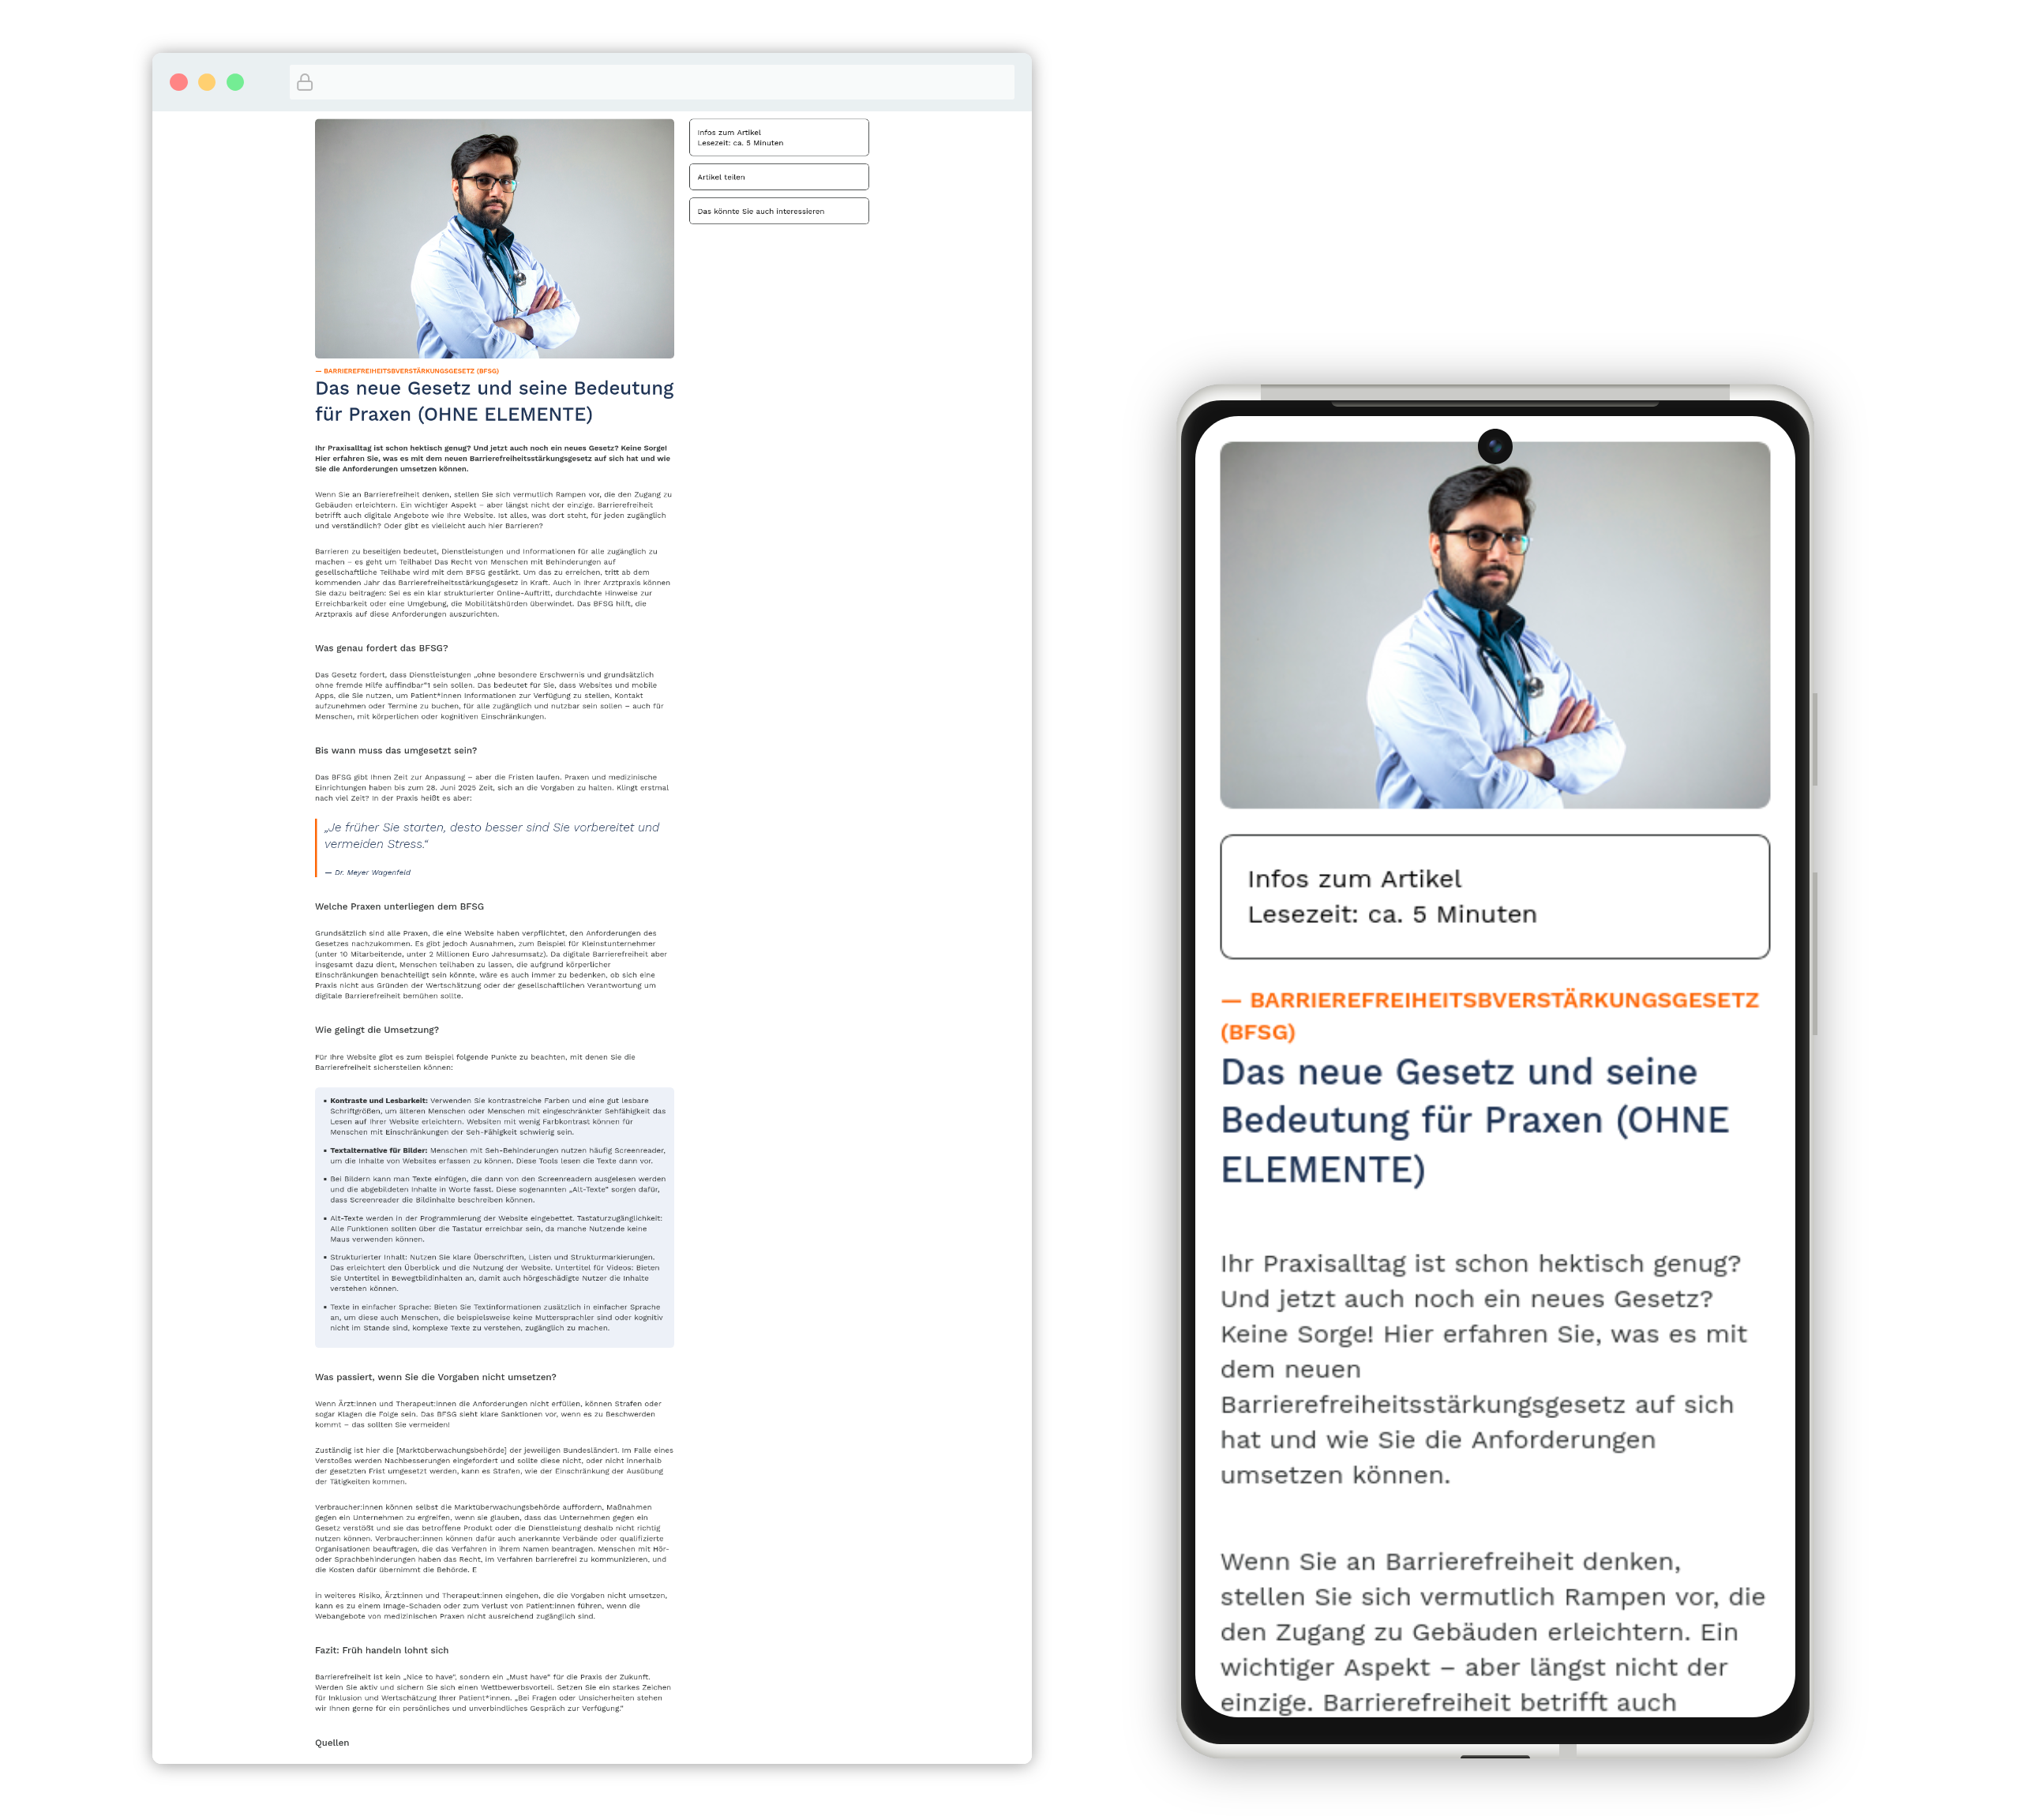 Infos zum Artikel
Lesezeit: ca. 5 Minuten
Artikel teilen
Das könnte Sie auch interessieren
— BARRIEREFREIHEITSBVERSTÄRKUNGSGESETZ (BFSG)
Das neue Gesetz und seine Bedeutung
für Praxen (OHNE ELEMENTE)
Ihr Praxisalltag ist schon hektisch genug? Und jetzt auch noch ein neues Gesetz? Keine Sorge!
Hier erfahren Sie, was es mit dem neuen Barrierefreiheitsstärkungsgesetz auf sich hat und wie
Sie die Anforderungen umsetzen können.
Wenn Sie an Barrierefreiheit denken, stellen Sie sich vermutlich Rampen vor, die den Zugang zu
Gebäuden erleichtern. Ein wichtiger Aspekt – aber längst nicht der einzige. Barrierefreiheit
betrifft auch digitale Angebote wie Ihre Website. Ist alles, was dort steht, für jeden zugänglich
und verständlich? Oder gibt es vielleicht auch hier Barrieren?
Barrieren zu beseitigen bedeutet, Dienstleistungen und Informationen für alle zugänglich zu
machen – es geht um Teilhabe! Das Recht von Menschen mit Behinderungen auf
gesellschaftliche Teilhabe wird mit dem BFSG gestärkt. Um das zu erreichen, tritt ab dem
kommenden Jahr das Barrierefreiheitsstärkungsgesetz in Kraft. Auch in Ihrer Arztpraxis können
Sie dazu beitragen: Sei es ein klar strukturierter Online-Auftritt, durchdachte Hinweise zur
Erreichbarkeit oder eine Umgebung, die Mobilitätshürden überwindet. Das BFSG hilft, die
Arztpraxis auf diese Anforderungen auszurichten.
Was genau fordert das BFSG?
Das Gesetz fordert, dass Dienstleistungen „ohne besondere Erschwernis und grundsätzlich
ohne fremde Hilfe auffindbar“1 sein sollen. Das bedeutet für Sie, dass Websites und mobile
Apps, die Sie nutzen, um Patient*innen Informationen zur Verfügung zu stellen, Kontakt
aufzunehmen oder Termine zu buchen, für alle zugänglich und nutzbar sein sollen – auch für
Menschen, mit körperlichen oder kognitiven Einschränkungen.
Bis wann muss das umgesetzt sein?
Das BFSG gibt Ihnen Zeit zur Anpassung – aber die Fristen laufen. Praxen und medizinische
Einrichtungen haben bis zum 28. Juni 2025 Zeit, sich an die Vorgaben zu halten. Klingt erstmal
nach viel Zeit? In der Praxis heißt es aber:
„Je früher Sie starten, desto besser sind Sie vorbereitet und
vermeiden Stress.“
— Dr. Meyer Wagenfeld
Welche Praxen unterliegen dem BFSG
Grundsätzlich sind alle Praxen, die eine Website haben verpflichtet, den Anforderungen des
Gesetzes nachzukommen. Es gibt jedoch Ausnahmen, zum Beispiel für Kleinstunternehmer
(unter 10 Mitarbeitende, unter 2 Millionen Euro Jahresumsatz). Da digitale Barrierefreiheit aber
insgesamt dazu dient, Menschen teilhaben zu lassen, die aufgrund körperlicher
Einschränkungen benachteiligt sein könnte, wäre es auch immer zu bedenken, ob sich eine
Praxis nicht aus Gründen der Wertschätzung oder der gesellschaftlichen Verantwortung um
digitale Barrierefreiheit bemühen sollte.
Wie gelingt die Umsetzung?
Für Ihre Website gibt es zum Beispiel folgende Punkte zu beachten, mit denen Sie die
Barrierefreiheit sicherstellen können:
• Kontraste und Lesbarkeit: Verwenden Sie kontrastreiche Farben und eine gut lesbare
Schriftgrößen, um älteren Menschen oder Menschen mit eingeschränkter Sehfähigkeit das
Lesen auf Ihrer Website erleichtern. Websiten mit wenig Farbkontrast können für
Menschen mit Einschränkungen der Seh-Fähigkeit schwierig sein.
• Textalternative für Bilder: Menschen mit Seh-Behinderungen nutzen häufig Screenreader,
um die Inhalte von Websites erfassen zu können. Diese Tools lesen die Texte dann vor.
• Bei Bildern kann man Texte einfügen, die dann von den Screenreadern ausgelesen werden
und die abgebildeten Inhalte in Worte fasst. Diese sogenannten „Alt-Texte“ sorgen dafür,
dass Screenreader die Bildinhalte beschreiben können.
• Alt-Texte werden in der Programmierung der Website eingebettet. Tastaturzugänglichkeit:
Alle Funktionen sollten über die Tastatur erreichbar sein, da manche Nutzende keine
Maus verwenden können.
• Strukturierter Inhalt: Nutzen Sie klare Überschriften, Listen und Strukturmarkierungen.
Das erleichtert den Überblick und die Nutzung der Website. Untertitel für Videos: Bieten
Sie Untertitel in Bewegtbildinhalten an, damit auch hörgeschädigte Nutzer die Inhalte
verstehen können.
• Texte in einfacher Sprache: Bieten Sie Textinformationen zusätzlich in einfacher Sprache
an, um diese auch Menschen, die beispielsweise keine Muttersprachler sind oder kognitiv
nicht im Stande sind, komplexe Texte zu verstehen, zugänglich zu machen.
Was passiert, wenn Sie die Vorgaben nicht umsetzen?
Wenn Ärzt:innen und Therapeut:innen die Anforderungen nicht erfüllen, können Strafen oder
sogar Klagen die Folge sein. Das BFSG sieht klare Sanktionen vor, wenn es zu Beschwerden
kommt – das sollten Sie vermeiden!
Zuständig ist hier die [Marktüberwachungsbehörde] der jeweiligen Bundesländer1. Im Falle eines
Verstoßes werden Nachbesserungen eingefordert und sollte diese nicht, oder nicht innerhalb
der gesetzten Frist umgesetzt werden, kann es Strafen, wie der Einschränkung der Ausübung
der Tätigkeiten kommen.
Verbraucher:innen können selbst die Marktüberwachungsbehörde auffordern, Maßnahmen
gegen ein Unternehmen zu ergreifen, wenn sie glauben, dass das Unternehmen gegen ein
Gesetz verstößt und sie das betroffene Produkt oder die Dienstleistung deshalb nicht richtig
nutzen können. Verbraucher:innen können dafür auch anerkannte Verbände oder qualifizierte
Organisationen beauftragen, die das Verfahren in ihrem Namen beantragen. Menschen mit Hör-
oder Sprachbehinderungen haben das Recht, im Verfahren barrierefrei zu kommunizieren, und
die Kosten dafür übernimmt die Behörde. E
in weiteres Risiko, Ärzt:innen und Therapeut:innen eingehen, die die Vorgaben nicht umsetzen,
kann es zu einem Image-Schaden oder zum Verlust von Patient:innen führen, wenn die
Webangebote von medizinischen Praxen nicht ausreichend zugänglich sind.
Fazit: Früh handeln lohnt sich
Barrierefreiheit ist kein „Nice to have“, sondern ein „Must have“ für die Praxis der Zukunft.
Werden Sie aktiv und sichern Sie sich einen Wettbewerbsvorteil. Setzen Sie ein starkes Zeichen
für Inklusion und Wertschätzung Ihrer Patient*innen. „Bei Fragen oder Unsicherheiten stehen
wir Ihnen gerne für ein persönliches und unverbindliches Gespräch zur Verfügung.“
Quellen
Infos zum Artikel
Lesezeit: ca. 5 Minuten
— BARRIEREFREIHEITSBVERSTÄRKUNGSGESETZ
(BFSG)
Das neue Gesetz und seine
Bedeutung für Praxen (OHNE
ELEMENTE)
Ihr Praxisalltag ist schon hektisch genug?
Und jetzt auch noch ein neues Gesetz?
Keine Sorge! Hier erfahren Sie, was es mit
dem neuen
Barrierefreiheitsstärkungsgesetz auf sich
hat und wie Sie die Anforderungen
umsetzen können.
Wenn Sie an Barrierefreiheit denken,
stellen Sie sich vermutlich Rampen vor, die
den Zugang zu Gebäuden erleichtern. Ein
wichtiger Aspekt – aber längst nicht der
einzige. Barrierefreiheit betrifft auch